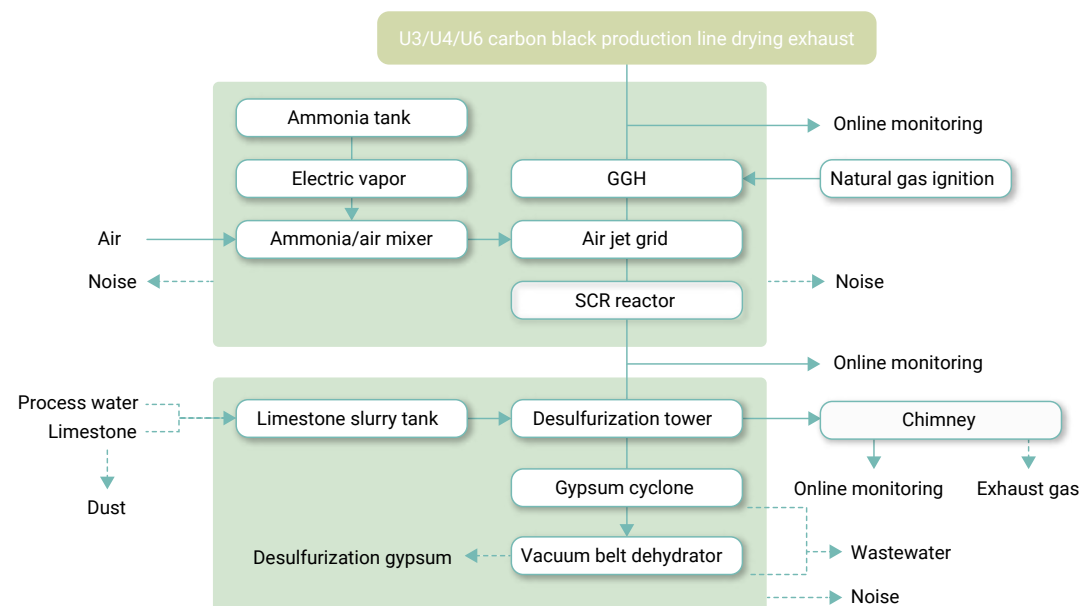 U3/U4/U6 carbon black production line drying exhaust
Ammonia tank
Online monitoring
Electric vapor
GGH
Natural gas ignition
Air
Ammonia/air mixer
Air jet grid
Noise
Noise
SCR reactor
Online monitoring
Process water
Limestone
Limestone slurry tank
Desulfurization tower
Chimney
Dust
Gypsum cyclone
Online monitoring
Exhaust gas
Desulfurization gypsum
Vacuum belt dehydrator
Wastewater
Noise